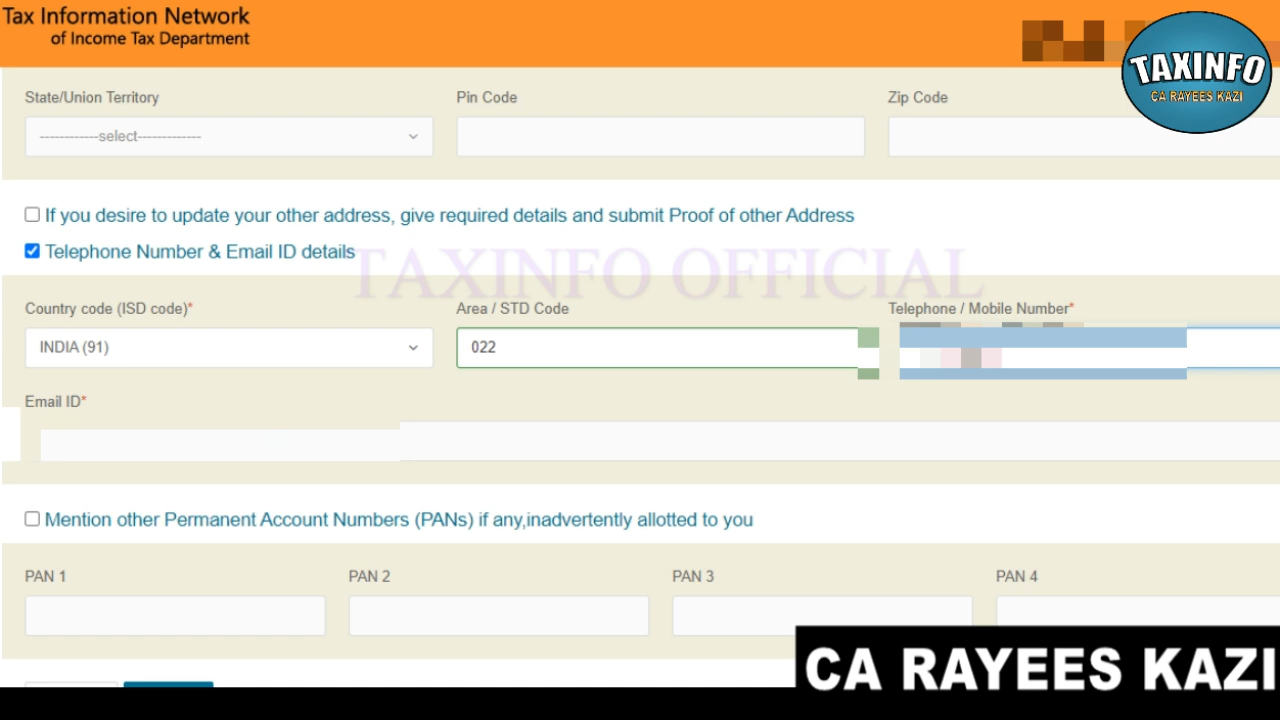 Tax Information Network
of Income Tax Department
TAXINFO
CA RAYEES KAZI
State/Union Territory
Pin Code
Zip Code
------------select-------------
If you desire to update your other address, give required details and submit Proof of other Address
Telephone Number & Email ID details
TAXINFO OFFICIAL
Country code (ISD code)*
Area / STD Code
Telephone / Mobile Number*
INDIA (91)
022
Email ID*
Mention other Permanent Account Numbers (PANs) if any,inadvertently allotted to you
PAN 1
PAN 2
PAN 3
PAN 4
CA RAYEES KAZI